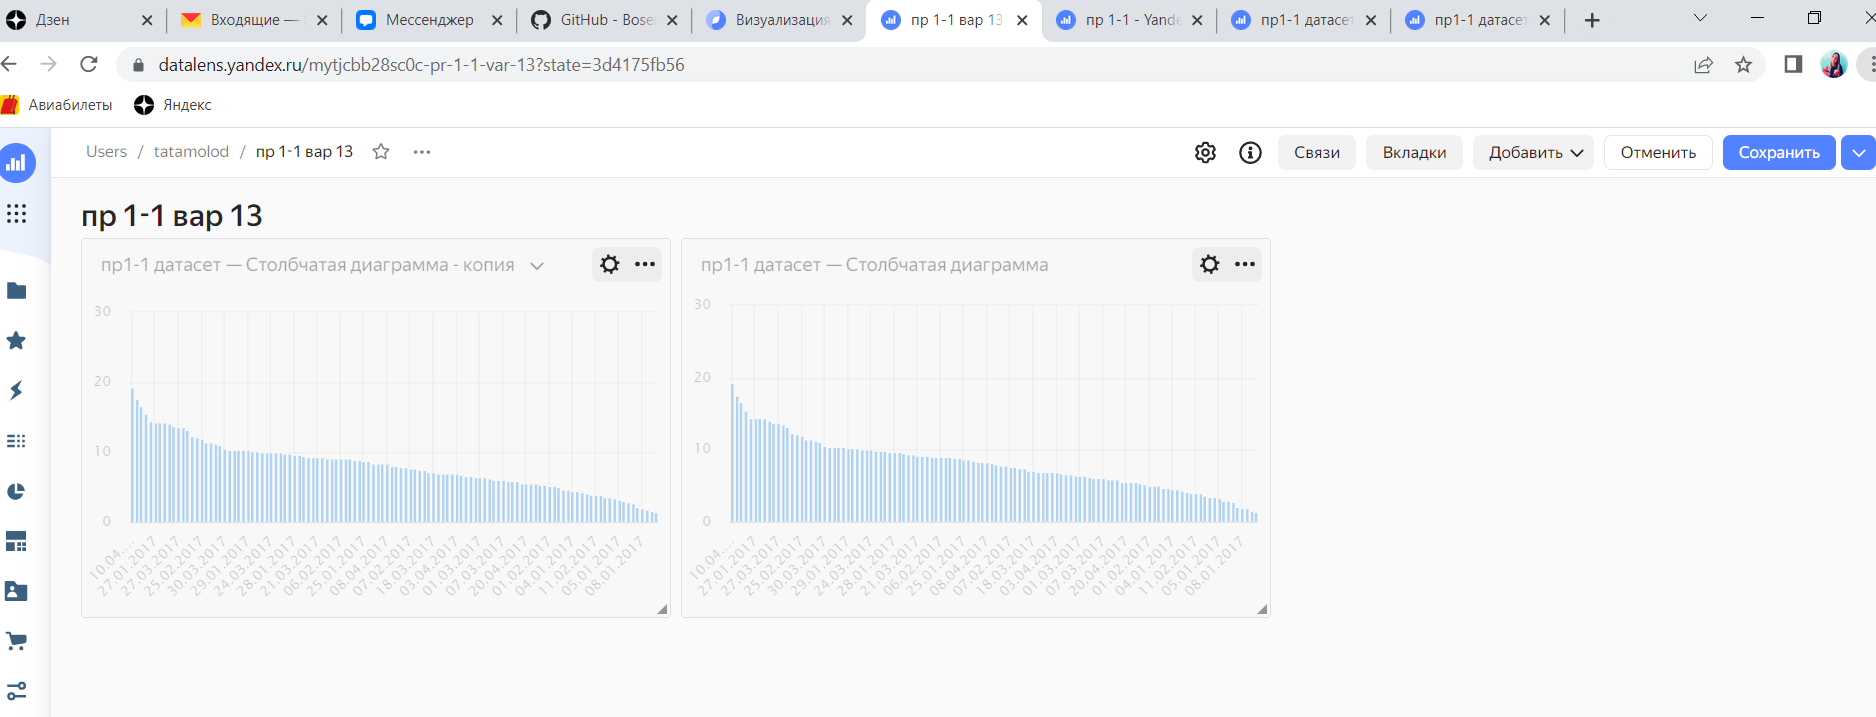 Дзен
Входящие —
Мессенджер
GitHub - Bose
Визуализация
пр 1-1 вар 13
пр 1-1 - Yande
пр1-1 датасет
пр1-1 датасет
datalens.yandex.ru/mytjcbb28sc0c-pr-1-1-var-13?state=3d4175fb56
Авиабилеты
Яндекс
Users / tatamolod / пр 1-1 вар 13
Связи
Вкладки
Добавить
Отменить
Сохранить
пр 1-1 вар 13
пр1-1 датасет — Столбчатая диаграмма - копия
30
20
10
0
10.04....
27.01.2017
27.03.2017
25.02.2017
30.03.2017
29.01.2017
24.03.2017
28.01.2017
21.03.2017
06.02.2017
25.01.2017
08.04.2017
07.02.2017
18.03.2017
03.04.2017
01.03.2017
07.03.2017
20.04.2017
01.02.2017
04.01.2017
11.02.2017
05.01.2017
08.01.2017
пр1-1 датасет — Столбчатая диаграмма
30
20
10
0
10.04....
27.01.2017
27.03.2017
25.02.2017
30.03.2017
29.01.2017
24.03.2017
28.01.2017
21.03.2017
06.02.2017
25.01.2017
08.04.2017
07.02.2017
18.03.2017
03.04.2017
01.03.2017
07.03.2017
20.04.2017
01.02.2017
04.01.2017
11.02.2017
05.01.2017
08.01.2017